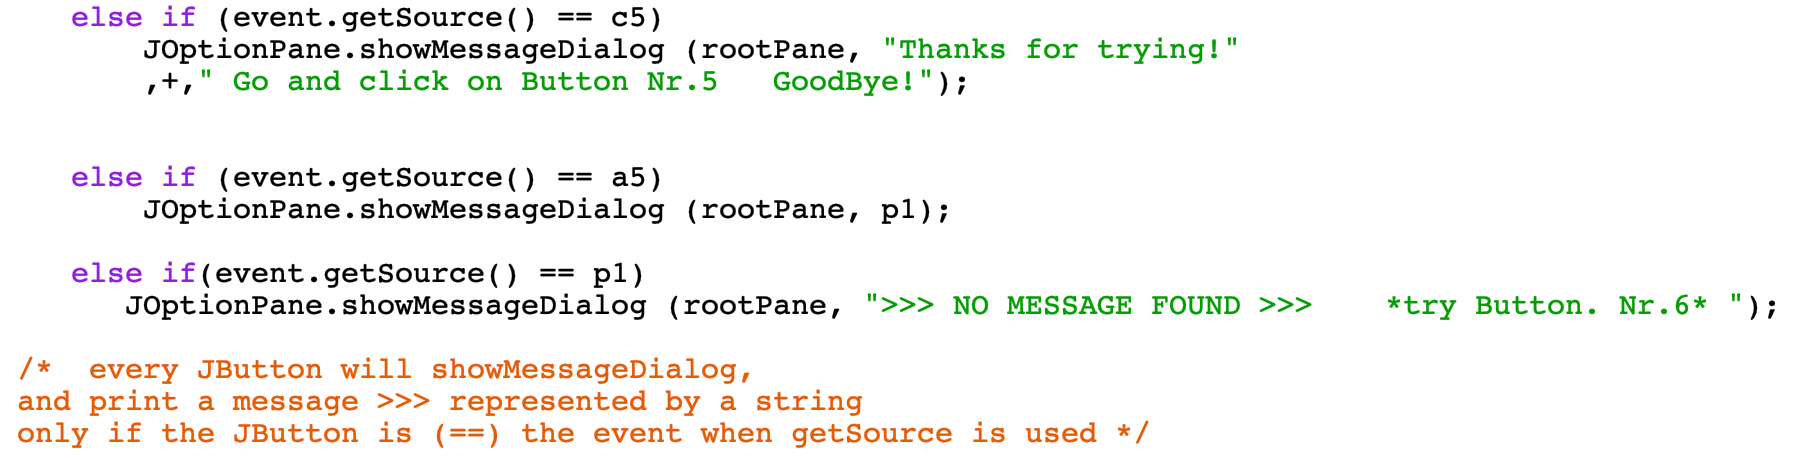 else if (event.getSource() == c5)
JOptionPane.showMessageDialog (rootPane, "Thanks for trying!"
,+," Go and click on Button Nr.5   GoodBye!");
else if (event.getSource() == a5)
JOptionPane.showMessageDialog (rootPane, p1);
else if(event.getSource() == p1)
JOptionPane.showMessageDialog (rootPane, ">>> NO MESSAGE FOUND >>>    *try Button. Nr.6* ");
/*  every JButton will showMessageDialog,
and print a message >>> represented by a string
only if the JButton is (==) the event when getSource is used */